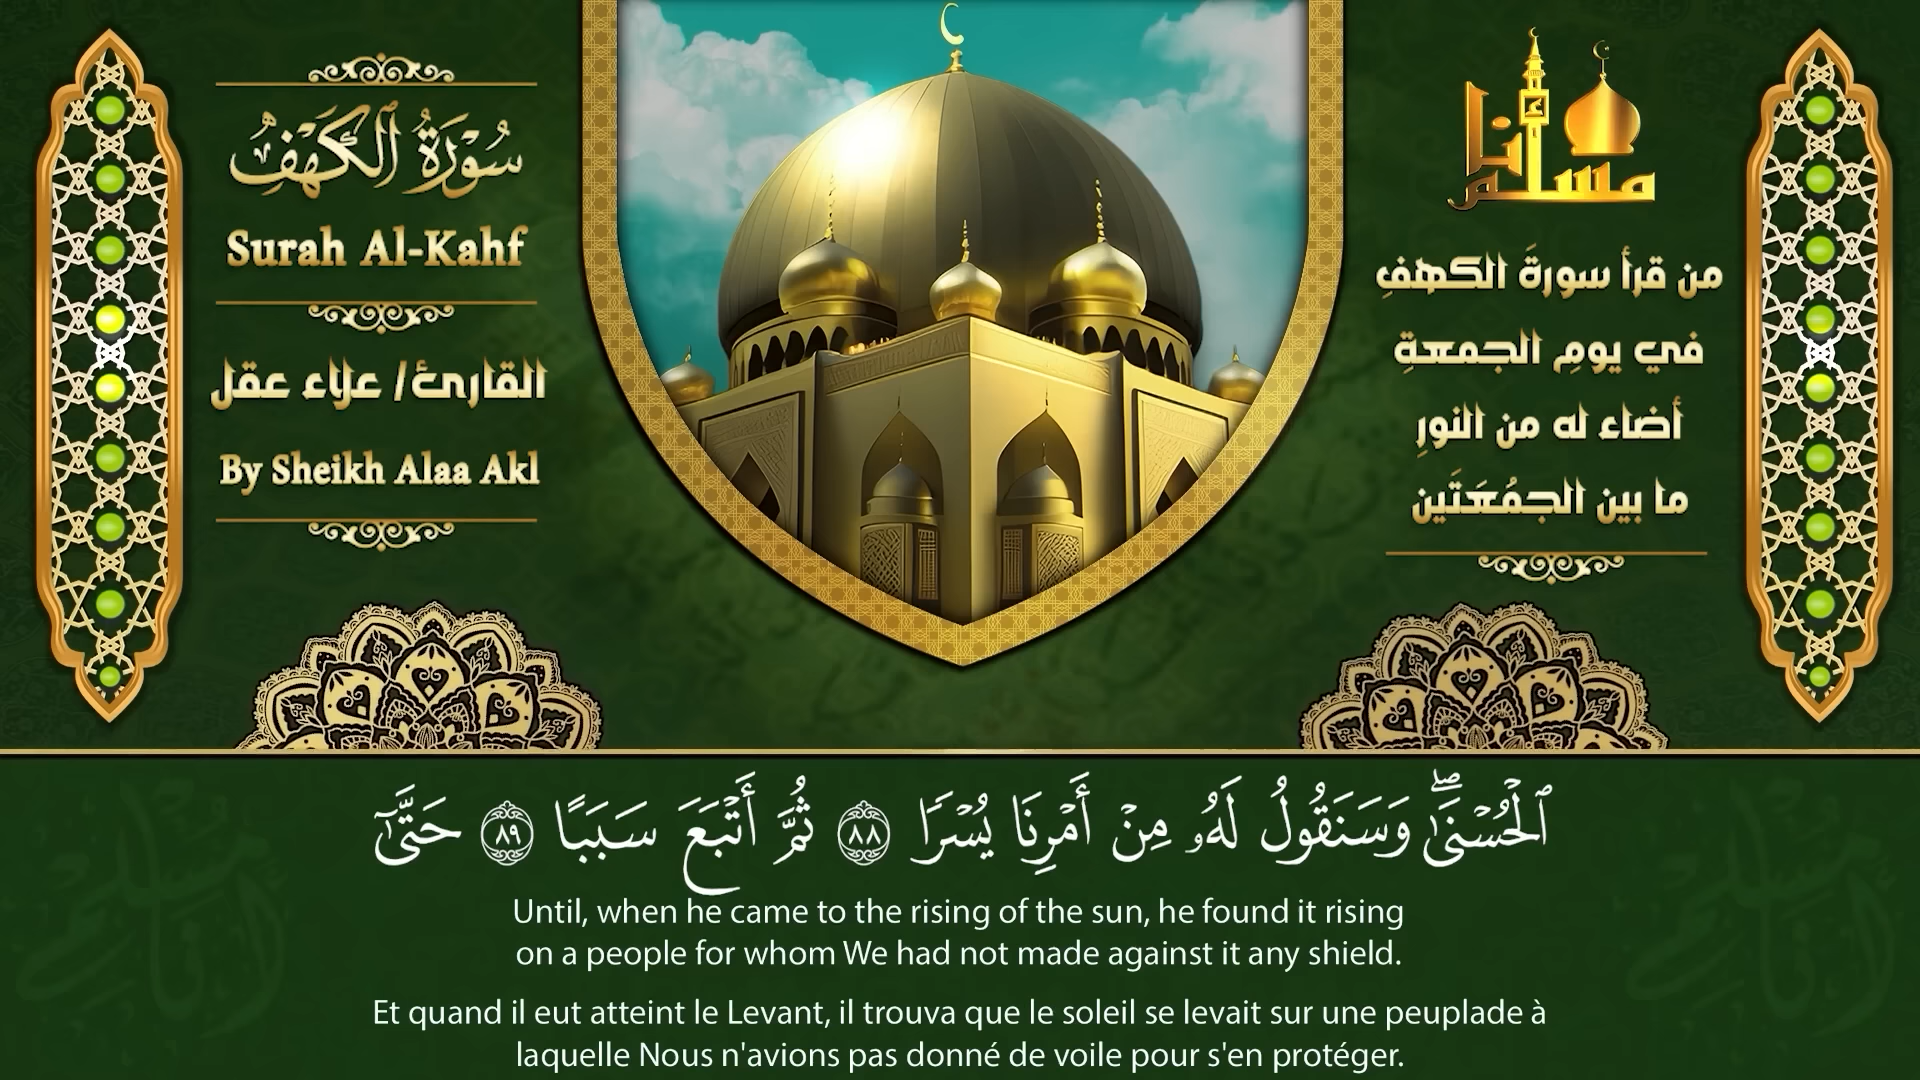 سُورَةُ ٱلْكَهْفِ
Surah Al-Kahf
القارئ/ علاء عقل
By Sheikh Alaa Akl
أنا مسلم
من قرأ سورةَ الكهفِ
في يومِ الجمعةِ
أضاء له من النورِ
ما بين الجمُعَتَين
ٱلْحُسْنَىٰۖ وَسَنَقُولُ لَهُۥ مِنْ أَمْرِنَا يُسْرًا ٨٨ ثُمَّ أَتْبَعَ سَبَبًا ٨٩ حَتَّىٰٓ
Until, when he came to the rising of the sun, he found it rising
on a people for whom We had not made against it any shield.
Et quand il eut atteint le Levant, il trouva que le soleil se levait sur une peuplade à
laquelle Nous n'avions pas donné de voile pour s'en protéger.